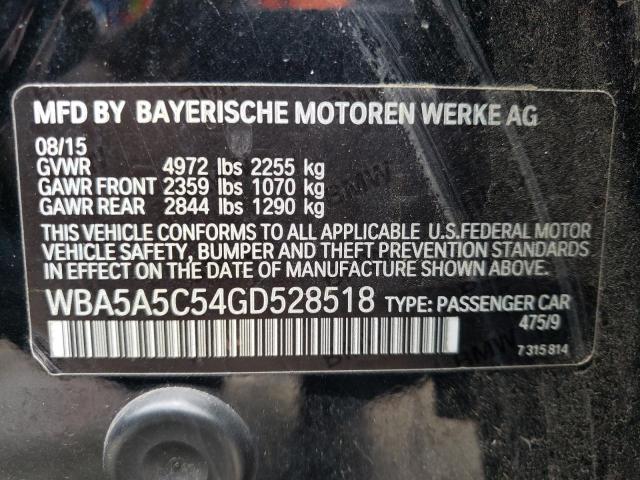 MFD BY BAYERISCHE MOTOREN WERKE AG
08/15
GVWR 4972 lbs 2255 kg
GAWR FRONT 2359 lbs 1070 kg
GAWR REAR 2844 lbs 1290 kg
THIS VEHICLE CONFORMS TO ALL APPLICABLE U.S.FEDERAL MOTOR
VEHICLE SAFETY, BUMPER AND THEFT PREVENTION STANDARDS
IN EFFECT ON THE DATE OF MANUFACTURE SHOWN ABOVE.
WBA5A5C54GD528518 TYPE: PASSENGER CAR
475/9
7 315 814